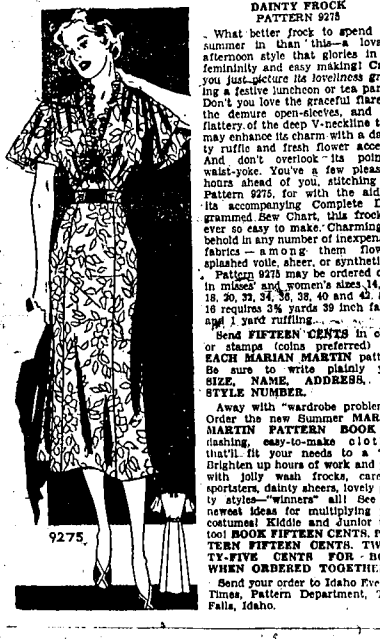 DAINTY FROCK
PATTERN 9275
What better frock to spend
summer in than this—a lova
afternoon style that glories in
femininity and easy making! C
you just picture its loveliness gr
ing a festive luncheon or tea par
Don't you love the graceful flare
the demure open-sleeves, and
flattery of the deep V-neckline t
may enhance its charm with a da
ty ruffle and fresh flower acce
And don't overlook its poin
waist-yoke. You've a few pleas
hours ahead of you, stitching
Pattern 9275, for with the aid
its accompanying Complete D
grammed Sew Chart, this frock
ever so easy to make. Charming
behold in any number of inexpen
fabrics — among them flow
splashed voile, sheer, or syntheti
Pattern 9275 may be ordered o
in misses' and women's sizes 14,
18, 20, 32, 34, 36, 38, 40 and 42.
16 requires 3⅜ yards 39 inch fa
and 1 yard ruffling.
Send FIFTEEN CENTS in c
or stamps (coins preferred)
EACH MARIAN MARTIN patt
Be sure to write plainly
SIZE, NAME, ADDRESS,
STYLE NUMBER.
Away with "wardrobe problem
Order the new Summer MAR
MARTIN PATTERN BOOK
dashing, easy-to-make clot
that'll fit your needs to a "
Brighten up hours of work and
with jolly wash frocks, care
sportsters, dainty sheers, lovely
ty styles—"winners" all! See
newest ideas for multiplying
costumes! Kiddie and Junior
too! BOOK FIFTEEN CENTS. P
TERN FIFTEEN CENTS. TW
TY-FIVE CENTS FOR B
WHEN ORDERED TOGETHE
Send your order to Idaho Eve
Times, Pattern Department,
Falls, Idaho.
9275